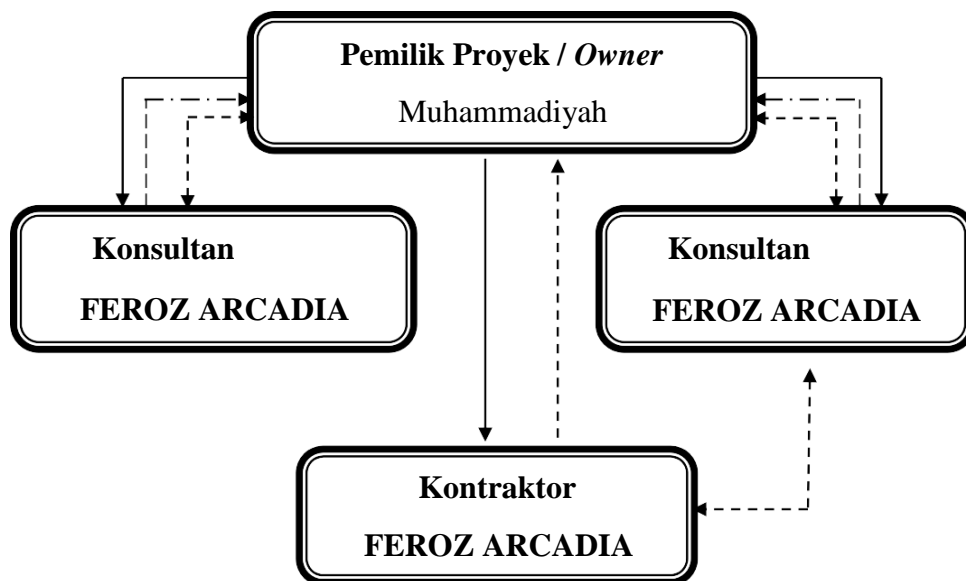 Pemilik Proyek / Owner
Muhammadiyah
Konsultan
FEROZ ARCADIA
Konsultan
FEROZ ARCADIA
Kontraktor
FEROZ ARCADIA